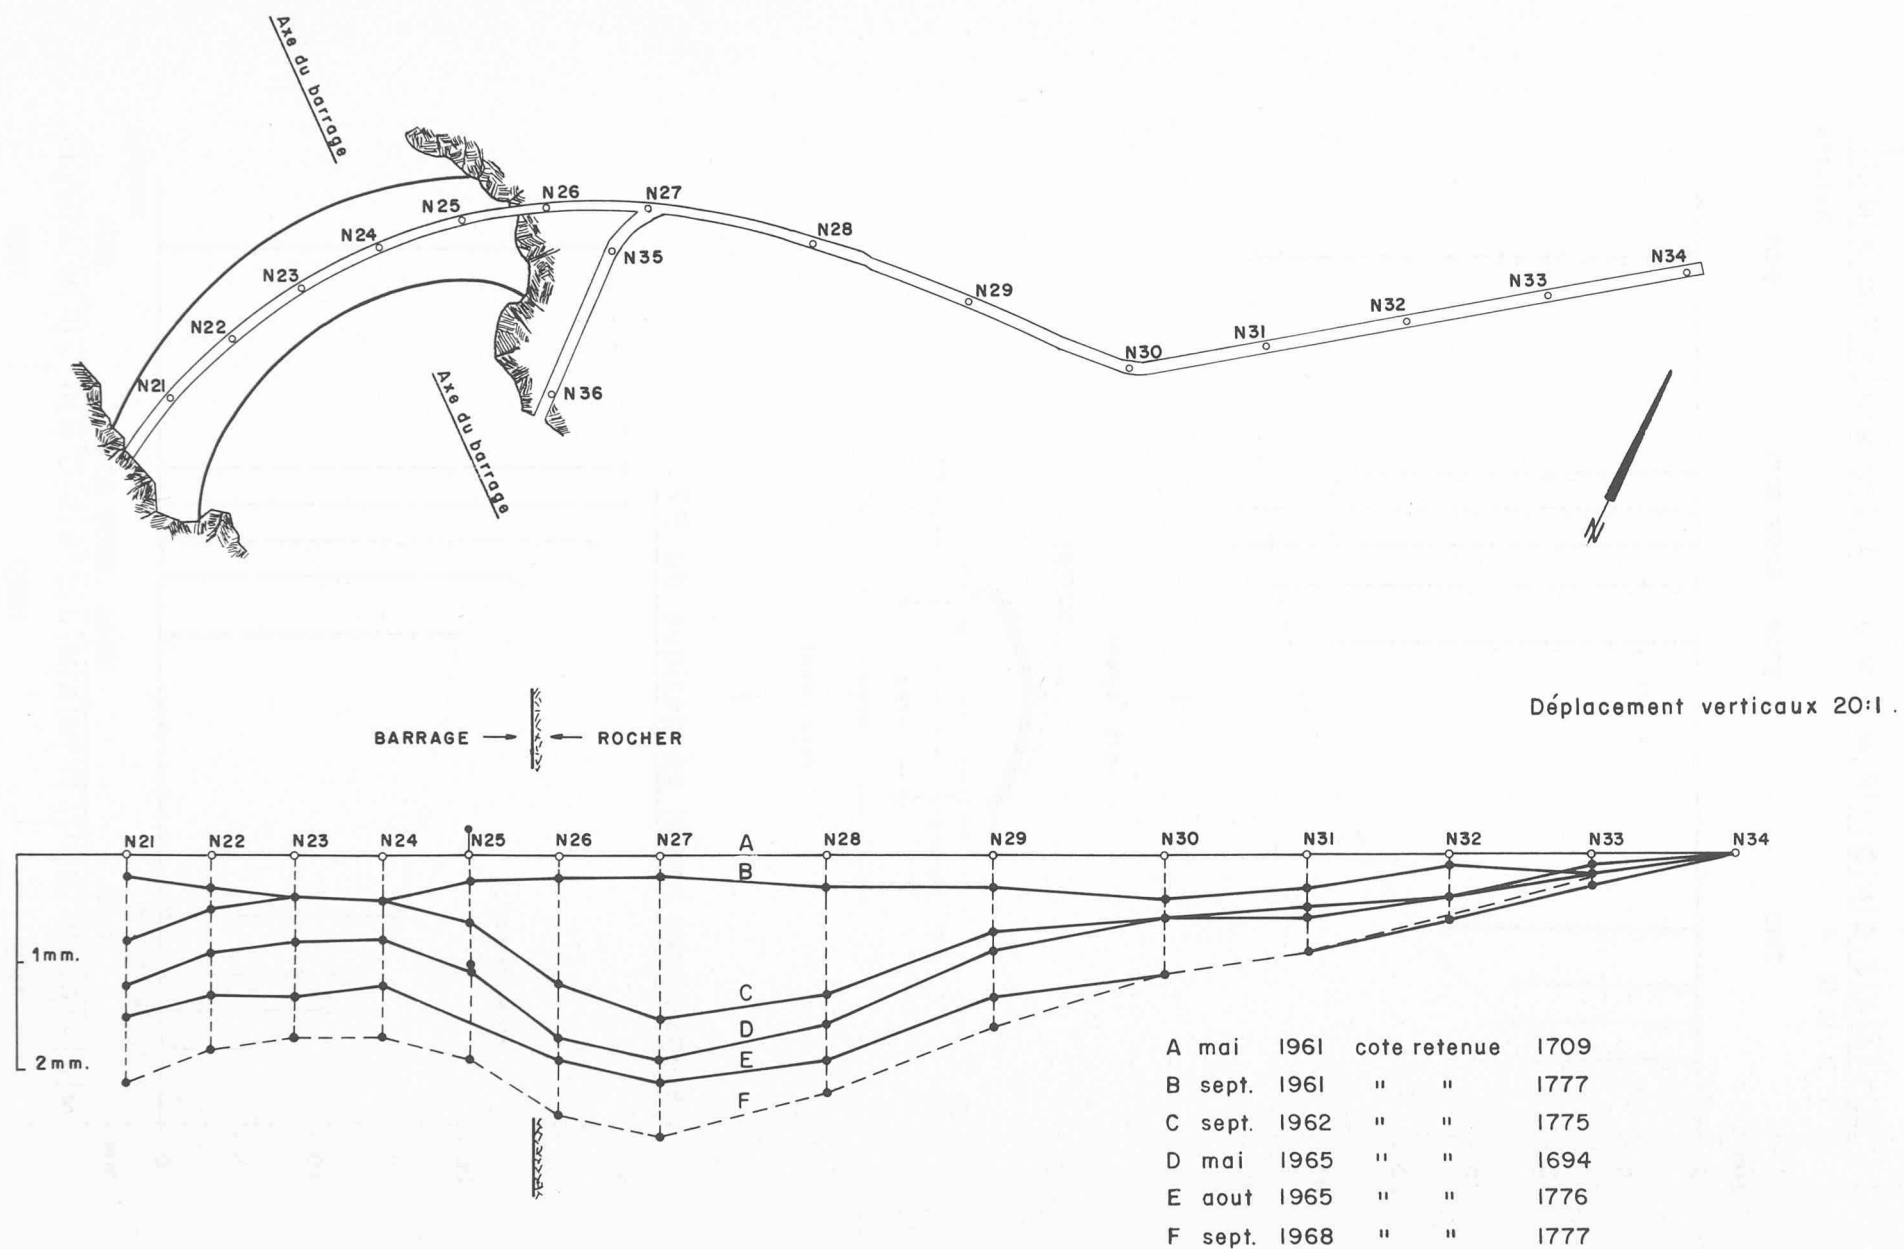 Axe du barrage
N26
N27
N25
N24
N28
N35
N23
N34
N33
N29
N32
N22
N31
N30
N21
Axe du barrage
N36
N
Déplacement verticaux 20:1.
BARRAGE → ← ROCHER
N21 N22 N23 N24 N25 N26 N27 A N28 N29 N30 N31 N32 N33 N34
B
1mm.
C
D
E
2mm.
F
A mai 1961 cote retenue 1709
B sept. 1961 " " 1777
C sept. 1962 " " 1775
D mai 1965 " " 1694
E aout 1965 " " 1776
F sept. 1968 " " 1777